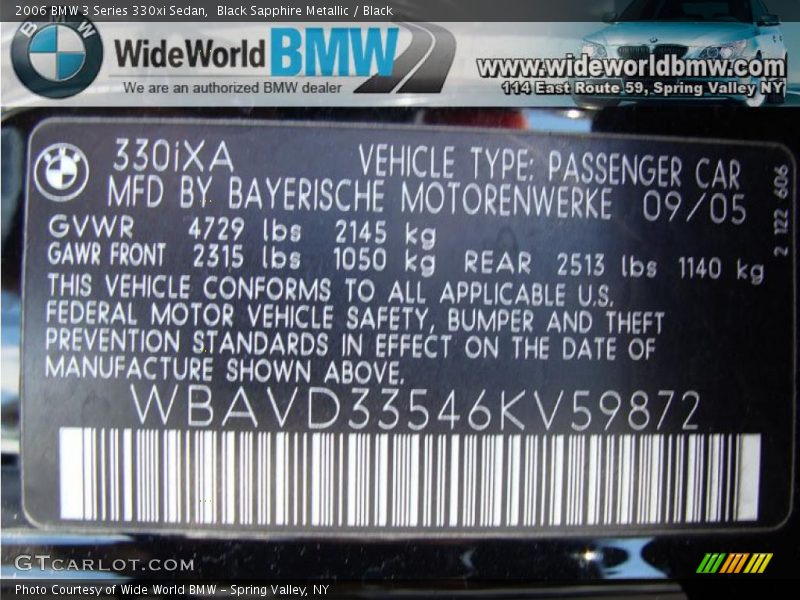 2006 BMW 3 Series 330xi Sedan, Black Sapphire Metallic / Black
BMW
WideWorld BMW
We are an authorized BMW dealer
www.wideworldbmw.com
114 East Route 59, Spring Valley NY
330iXA VEHICLE TYPE: PASSENGER CAR
MFD BY BAYERISCHE MOTORENWERKE 09/05
GVWR 4729 lbs 2145 kg
GAWR FRONT 2315 lbs 1050 kg REAR 2513 lbs 1140 kg
THIS VEHICLE CONFORMS TO ALL APPLICABLE U.S.
FEDERAL MOTOR VEHICLE SAFETY, BUMPER AND THEFT
PREVENTION STANDARDS IN EFFECT ON THE DATE OF
MANUFACTURE SHOWN ABOVE.
WBAVD33546KV59872
2 122 606
GTCARLOT.COM
Photo Courtesy of Wide World BMW - Spring Valley, NY